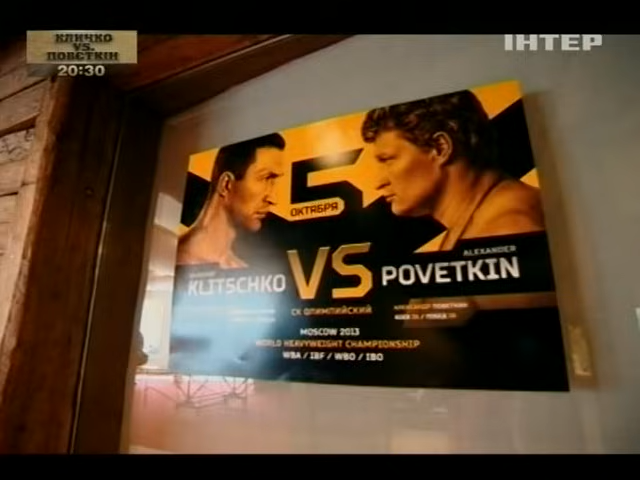 КЛИЧКО
VS.
ПОВЄТКІН
20:30
ІНТЕР
5
ОКТЯБРЯ
KLITSCHKO
VS
ALEXANDER
POVETKIN
СК ОЛИМПИЙСКИЙ
MOSCOW 2013
WORLD HEAVYWEIGHT CHAMPIONSHIP
WBA / IBF / WBO / IBO